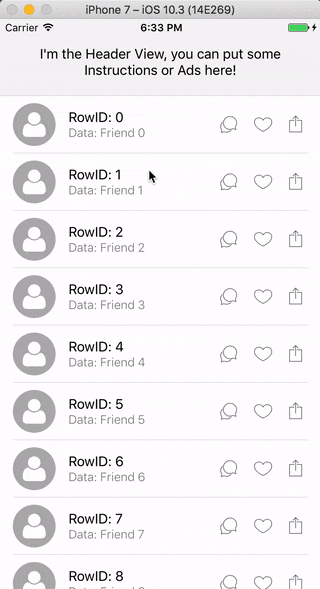 iPhone 7 – iOS 10.3 (14E269)
Carrier 6:33 PM
I'm the Header View, you can put some
Instructions or Ads here!
RowID: 0
Data: Friend 0
RowID: 1
Data: Friend 1
RowID: 2
Data: Friend 2
RowID: 3
Data: Friend 3
RowID: 4
Data: Friend 4
RowID: 5
Data: Friend 5
RowID: 6
Data: Friend 6
RowID: 7
Data: Friend 7
RowID: 8